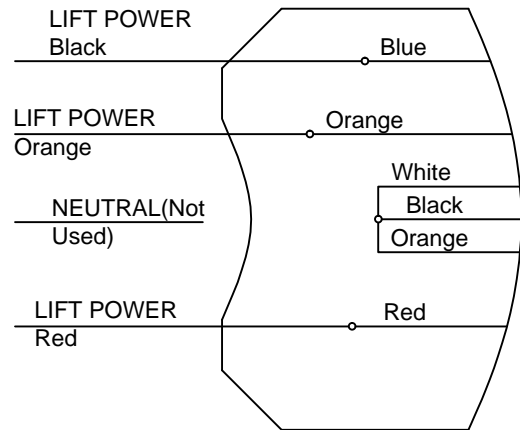 LIFT POWER
Black
Blue
LIFT POWER
Orange
Orange
White
NEUTRAL(Not
Used)
Black
Orange
LIFT POWER
Red
Red